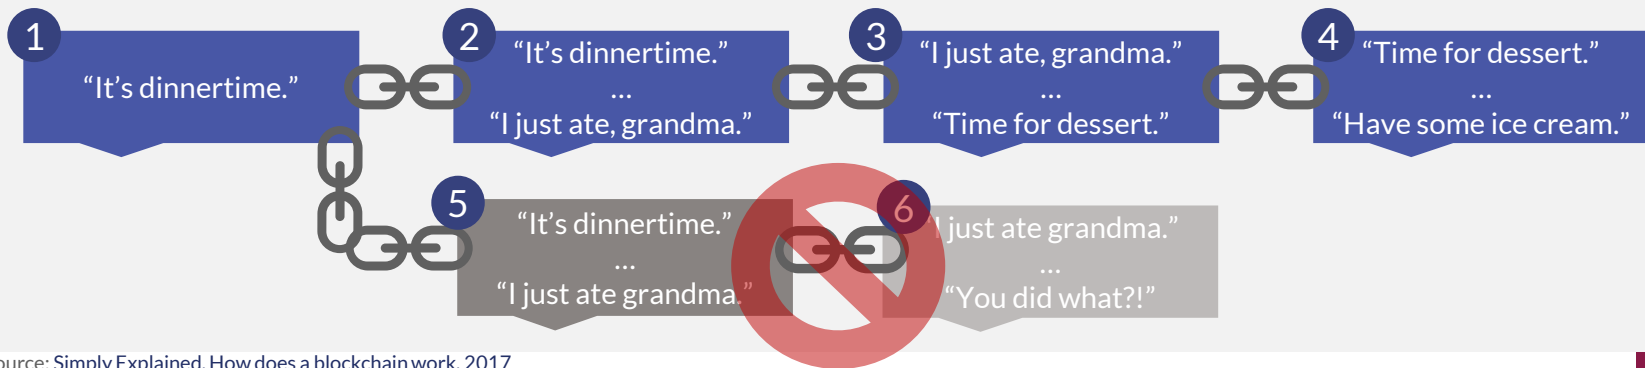 1
“It’s dinnertime.”
2
“It’s dinnertime.”
...
“I just ate, grandma.”
3
“I just ate, grandma.”
...
“Time for dessert.”
4
“Time for dessert.”
...
“Have some ice cream.”
5
“It’s dinnertime.”
...
“I just ate grandma.”
6
I just ate grandma.”
...
“You did what?!”
ource: Simply Explained. How does a blockchain work. 2017